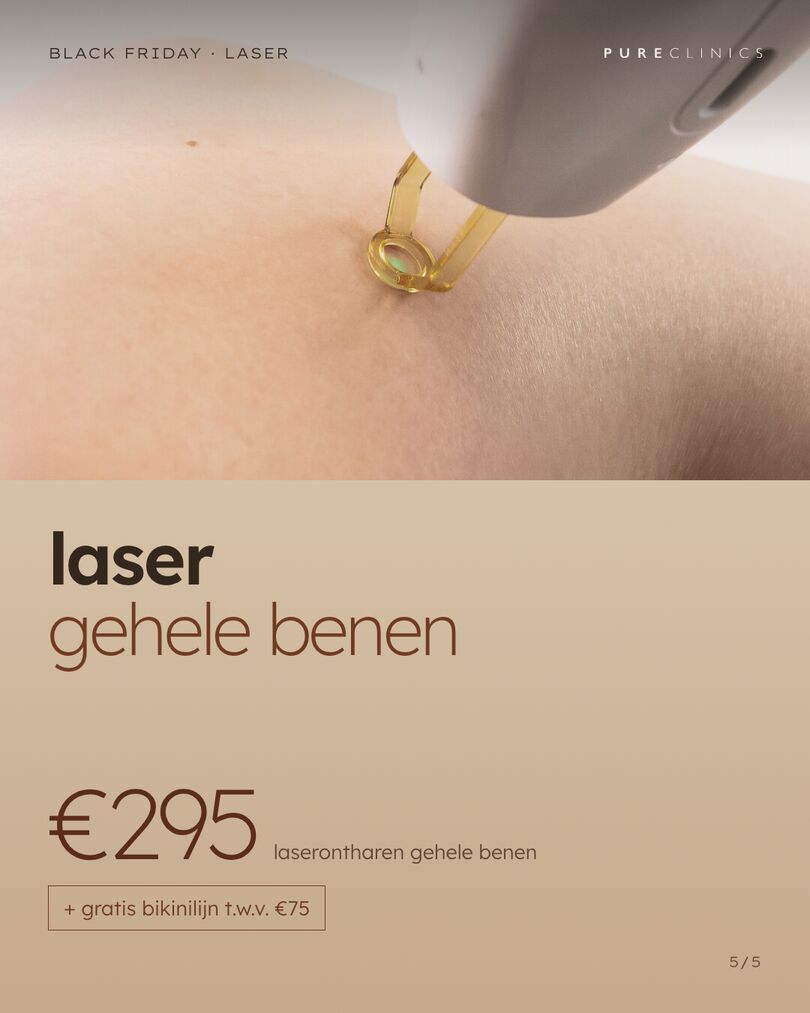 BLACK FRIDAY · LASER
PURECLINICS
laser
gehele benen
€295 laserontharen gehele benen
+ gratis bikinilijn t.w.v. €75
5/5